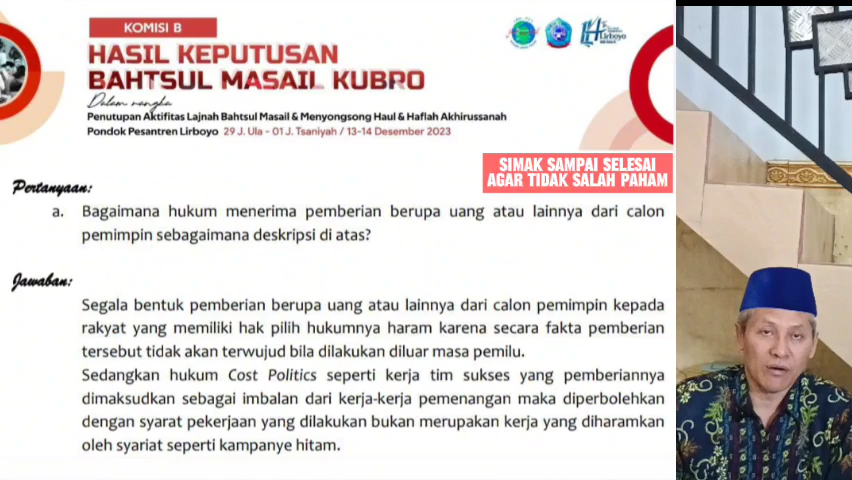 KOMISI B
HASIL KEPUTUSAN
BAHTSUL MASAIL KUBRO
Dalam rangka
Penutupan Aktifitas Lajnah Bahtsul Masail & Menyongsong Haul & Haflah Akhirussanah
Pondok Pesantren Lirboyo 29 J. Ula - 01 J. Tsaniyah / 13-14 Desember 2023
Lirboyo
SIMAK SAMPAI SELESAI
AGAR TIDAK SALAH PAHAM
Pertanyaan:
a. Bagaimana hukum menerima pemberian berupa uang atau lainnya dari calon
pemimpin sebagaimana deskripsi di atas?
Jawaban:
Segala bentuk pemberian berupa uang atau lainnya dari calon pemimpin kepada
rakyat yang memiliki hak pilih hukumnya haram karena secara fakta pemberian
tersebut tidak akan terwujud bila dilakukan diluar masa pemilu.
Sedangkan hukum Cost Politics seperti kerja tim sukses yang pemberiannya
dimaksudkan sebagai imbalan dari kerja-kerja pemenangan maka diperbolehkan
dengan syarat pekerjaan yang dilakukan bukan merupakan kerja yang diharamkan
oleh syariat seperti kampanye hitam.